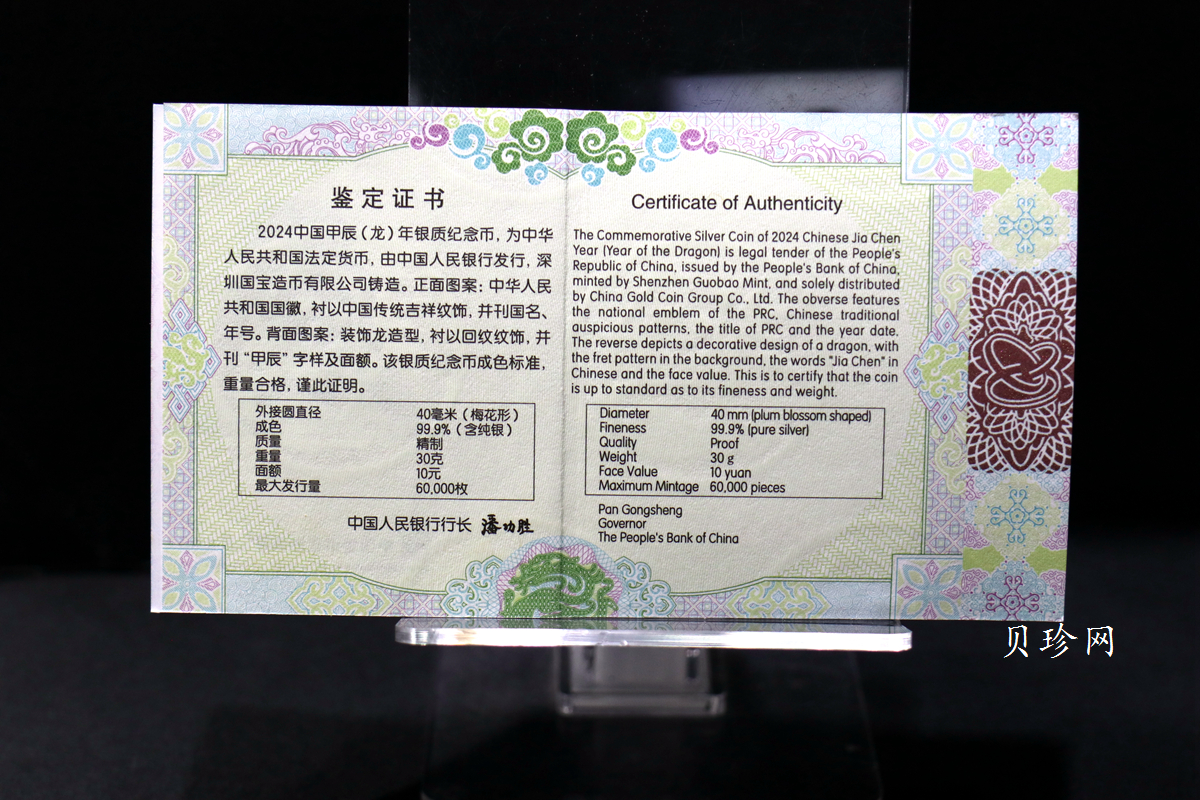 鉴定证书
2024中国甲辰（龙）年银质纪念币，为中华
人民共和国法定货币，由中国人民银行发行，深
圳国宝造币有限公司铸造。正面图案：中华人民
共和国国徽，衬以中国传统吉祥纹饰，并刊国名、
年号。背面图案：装饰龙造型，衬以回纹纹饰，并
刊“甲辰”字样及面额。该银质纪念币成色标准，
重量合格，谨此证明。
外接圆直径 40毫米（梅花形）
成色 99.9%（含纯银）
质量 精制
重量 30克
面额 10元
最大发行量 60,000枚
中国人民银行行长 潘功胜
Certificate of Authenticity
The Commemorative Silver Coin of 2024 Chinese Jia Chen
Year (Year of the Dragon) is legal tender of the People's
Republic of China, issued by the People's Bank of China,
minted by Shenzhen Guobao Mint, and solely distributed
by China Gold Coin Group Co., Ltd. The obverse features
the national emblem of the PRC, Chinese traditional
auspicious patterns, the title of PRC and the year date.
The reverse depicts a decorative design of a dragon, with
the fret pattern in the background, the words "Jia Chen" in
Chinese and the face value. This is to certify that the coin
is up to standard as to its fineness and weight.
Diameter 40 mm (plum blossom shaped)
Fineness 99.9% (pure silver)
Quality Proof
Weight 30 g
Face Value 10 yuan
Maximum Mintage 60,000 pieces
Pan Gongsheng
Governor
The People's Bank of China
贝珍网